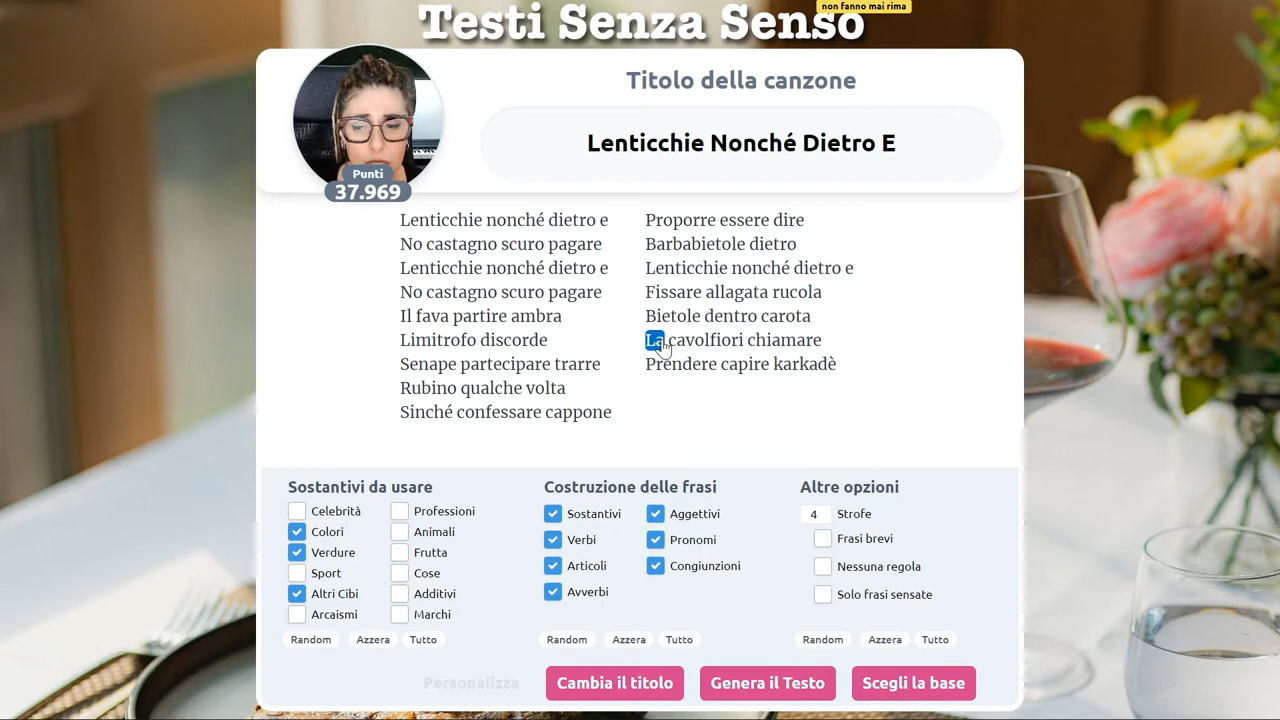 non fanno mai rima
Testi Senza Senso
Titolo della canzone
Lenticchie Nonché Dietro E
Punti
37.969
Lenticchie nonché dietro e
No castagno scuro pagare
Lenticchie nonché dietro e
No castagno scuro pagare
Il fava partire ambra
Limitrofo discorde
Senape partecipare trarre
Rubino qualche volta
Sinché confessare cappone
Proporre essere dire
Barbabietole dietro
Lenticchie nonché dietro e
Fissare allagata rucola
Bietole dentro carota
La cavolfiori chiamare
Prendere capire karkadè
Sostantivi da usare
Celebrità
Colori
Verdure
Sport
Altri Cibi
Arcaismi
Professioni
Animali
Frutta
Cose
Additivi
Marchi
Random Azzera Tutto
Costruzione delle frasi
Sostantivi
Verbi
Articoli
Avverbi
Aggettivi
Pronomi
Congiunzioni
Random Azzera Tutto
Altre opzioni
4 Strofe
Frasi brevi
Nessuna regola
Solo frasi sensate
Random Azzera Tutto
Personalizza
Cambia il titolo
Genera il Testo
Scegli la base